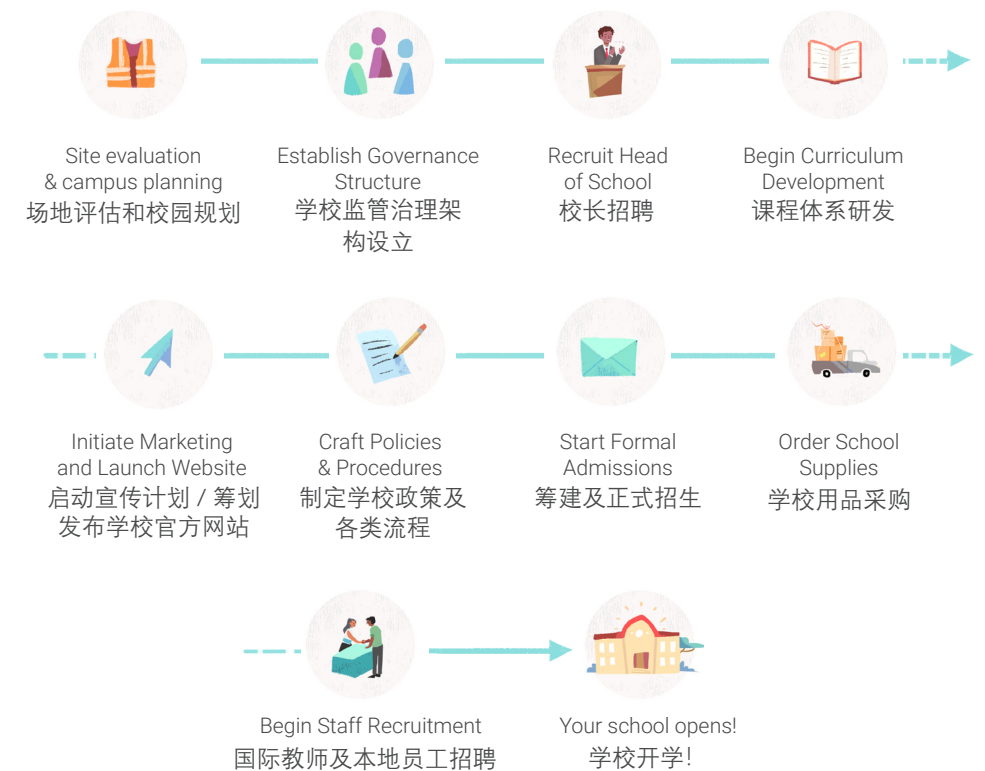 Site evaluation
& campus planning
场地评估和校园规划
Establish Governance
Structure
学校监管治理架
构设立
Recruit Head
of School
校长招聘
Begin Curriculum
Development
课程体系研发
Initiate Marketing
and Launch Website
启动宣传计划 / 筹划
发布学校官方网站
Craft Policies
& Procedures
制定学校政策及
各类流程
Start Formal
Admissions
筹建及正式招生
Order School
Supplies
学校用品采购
Begin Staff Recruitment
国际教师及本地员工招聘
Your school opens!
学校开学!